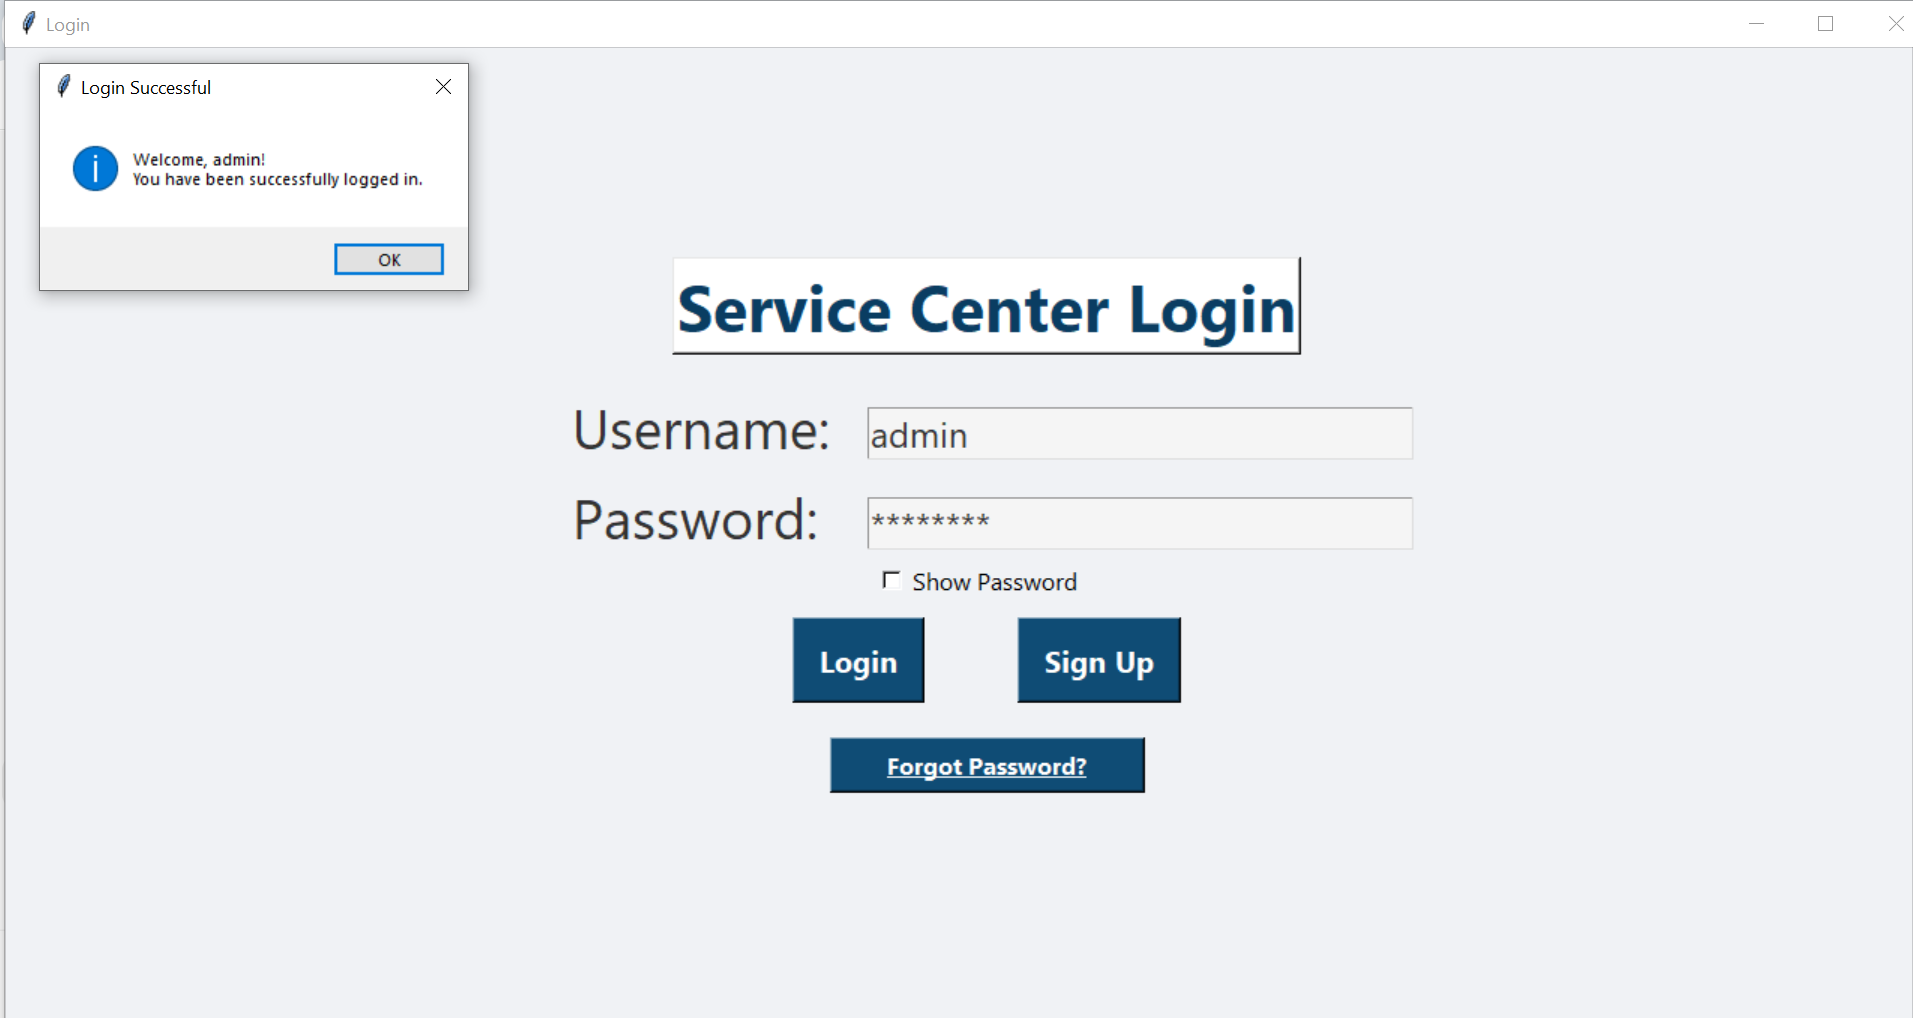 Login
Login Successful
Welcome, admin!
You have been successfully logged in.
OK
Service Center Login
Username: admin
Password: ********
Show Password
Login Sign Up
Forgot Password?